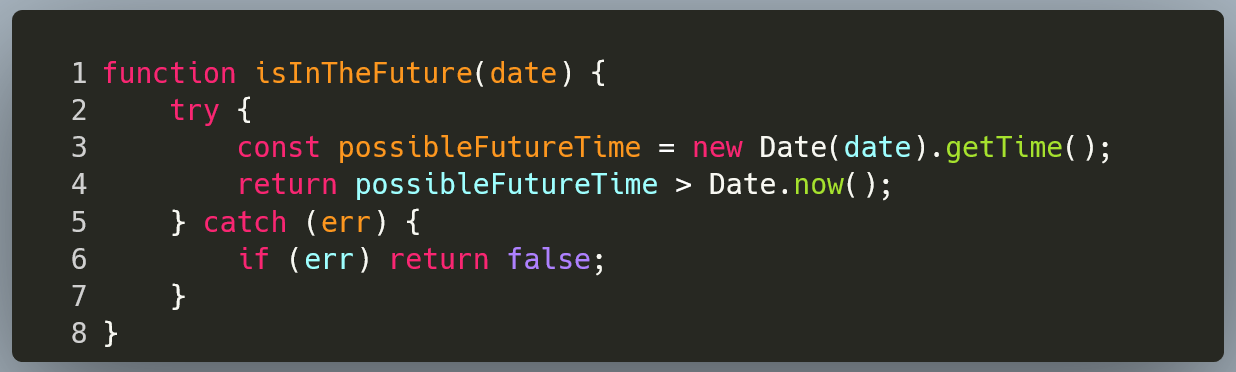 1 function isInTheFuture(date) {
2     try {
3         const possibleFutureTime = new Date(date).getTime();
4         return possibleFutureTime > Date.now();
5     } catch (err) {
6         if (err) return false;
7     }
8 }